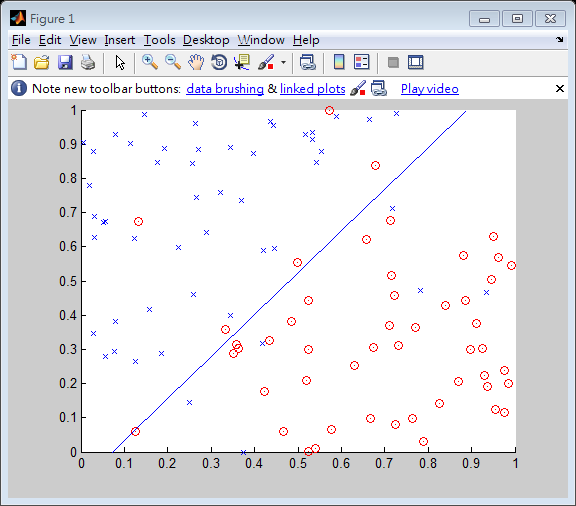 Figure 1
File Edit View Insert Tools Desktop Window Help
Note new toolbar buttons: data brushing & linked plots Play video
1
0.9
0.8
0.7
0.6
0.5
0.4
0.3
0.2
0.1
0
0 0.1 0.2 0.3 0.4 0.5 0.6 0.7 0.8 0.9 1